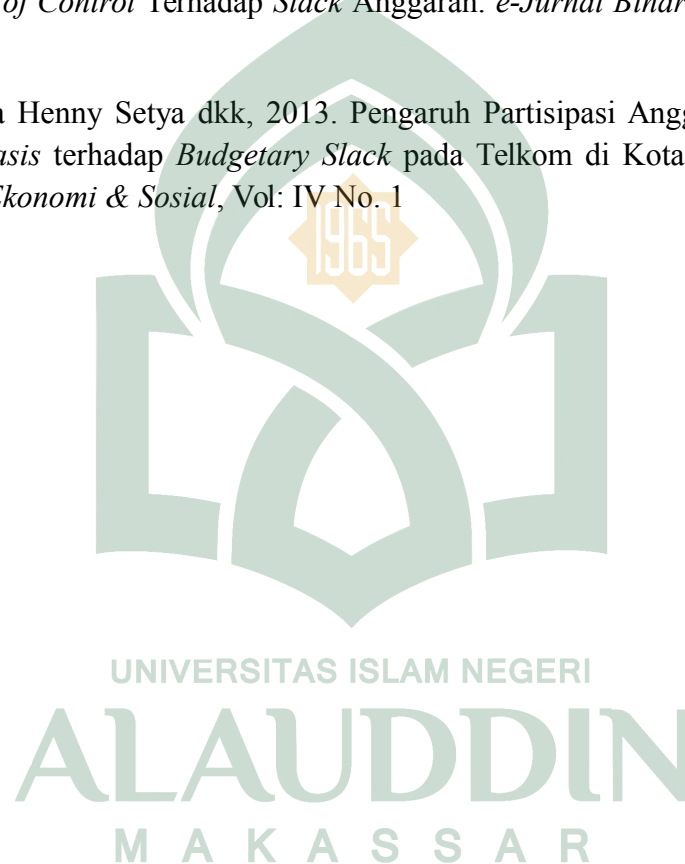 of Control Terhadap Slack Anggaran. e-Jurnal Binar
a Henny Setya dkk, 2013. Pengaruh Partisipasi Angg
asis terhadap Budgetary Slack pada Telkom di Kota
Ekonomi & Sosial, Vol: IV No. 1
1965
UNIVERSITAS ISLAM NEGERI
ALAUDDIN
MAKASSAR